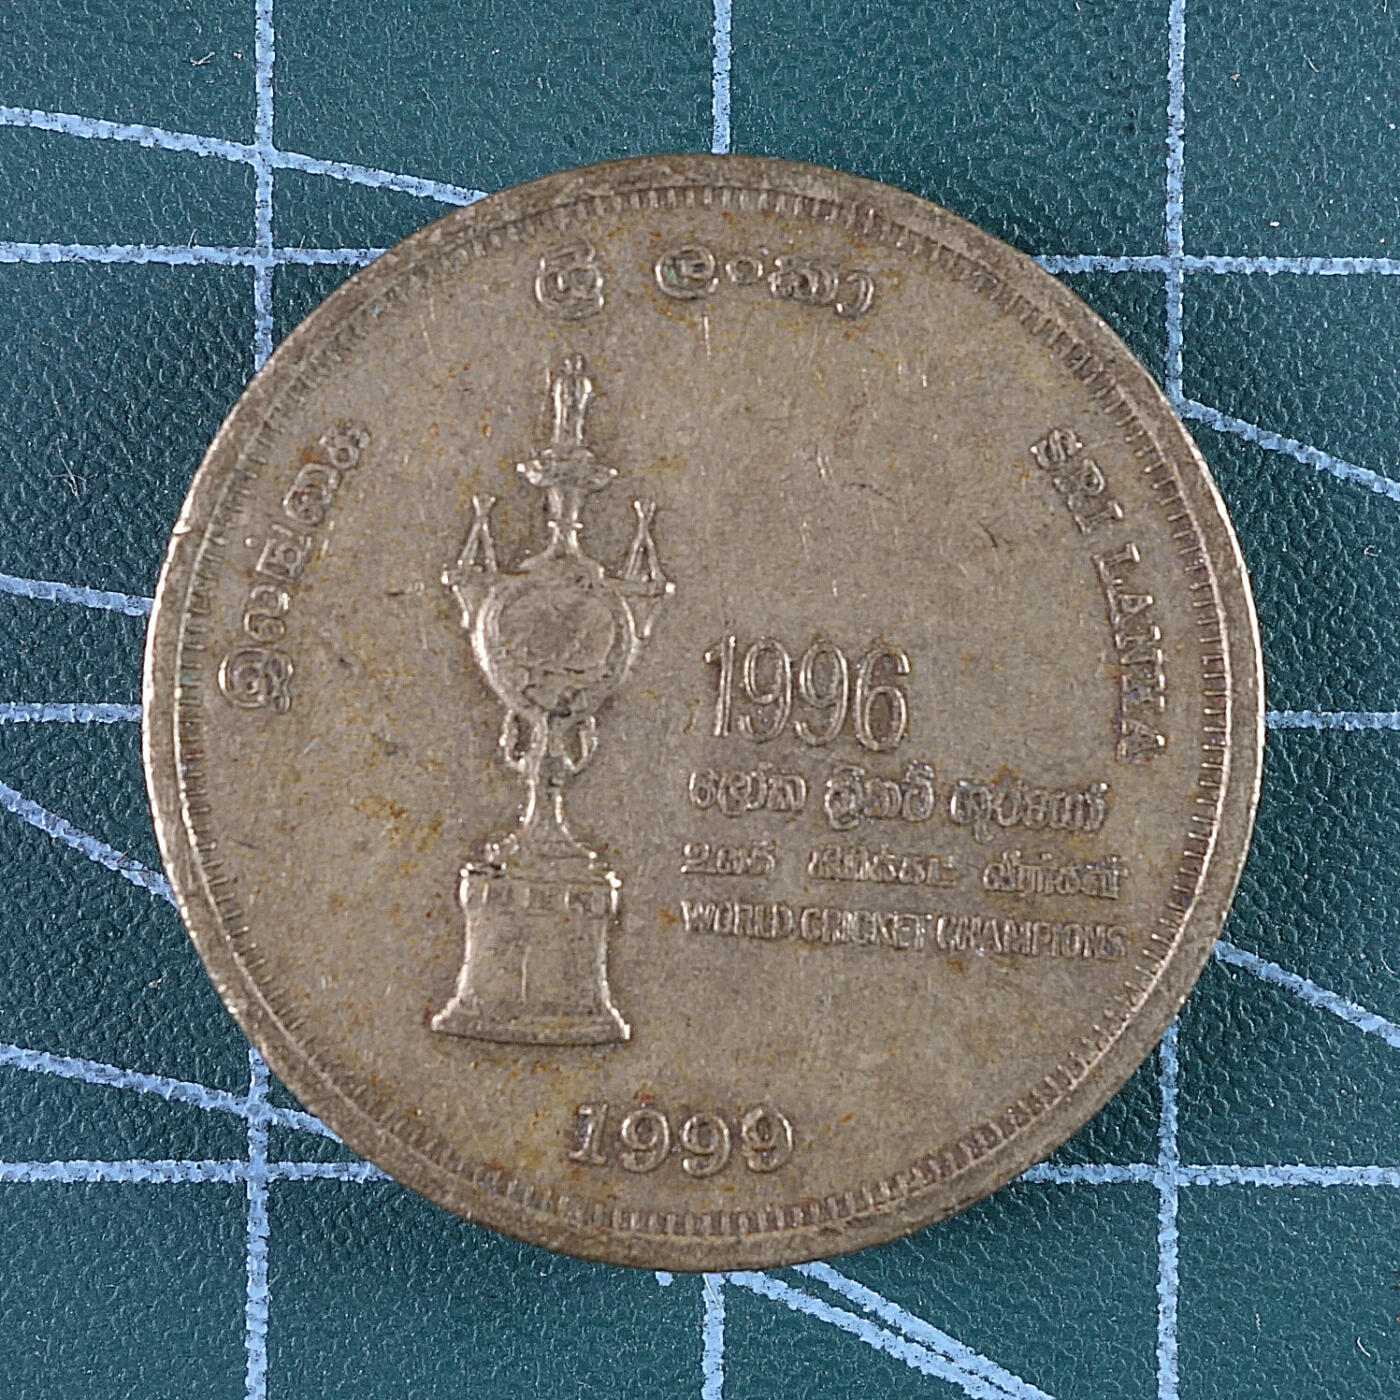 ශ්‍රී ලංකා
இலங்கை
SRI LANKA
1996
ලෝක ක්‍රිකට් ශූරයෝ
உலக கிரிக்கட் வீரர்கள்
WORLD CRICKET CHAMPIONS
1999